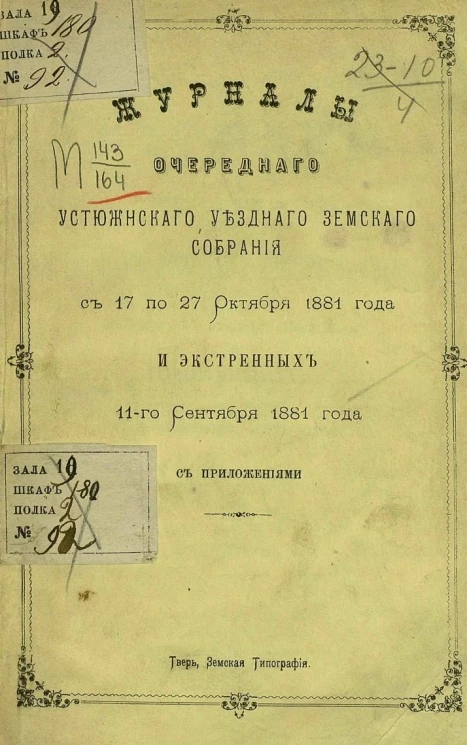 ЗАЛА 19
ШКАФЪ 180
ПОЛКА 2.
№ 92
23-10
4
ЖУРНАЛЫ
М 143
164
ОЧЕРЕДНАГО
УСТЮЖНСКАГО УѢЗДНАГО ЗЕМСКАГО
СОБРАНІЯ
съ 17 по 27 Октября 1881 года
И ЭКСТРЕННЫХЪ
11-го Сентября 1881 года
СЪ ПРИЛОЖЕНІЯМИ
ЗАЛА 19
ШКАФЪ 180
ПОЛКА 2
№ 92
Тверь, Земская Типографія.